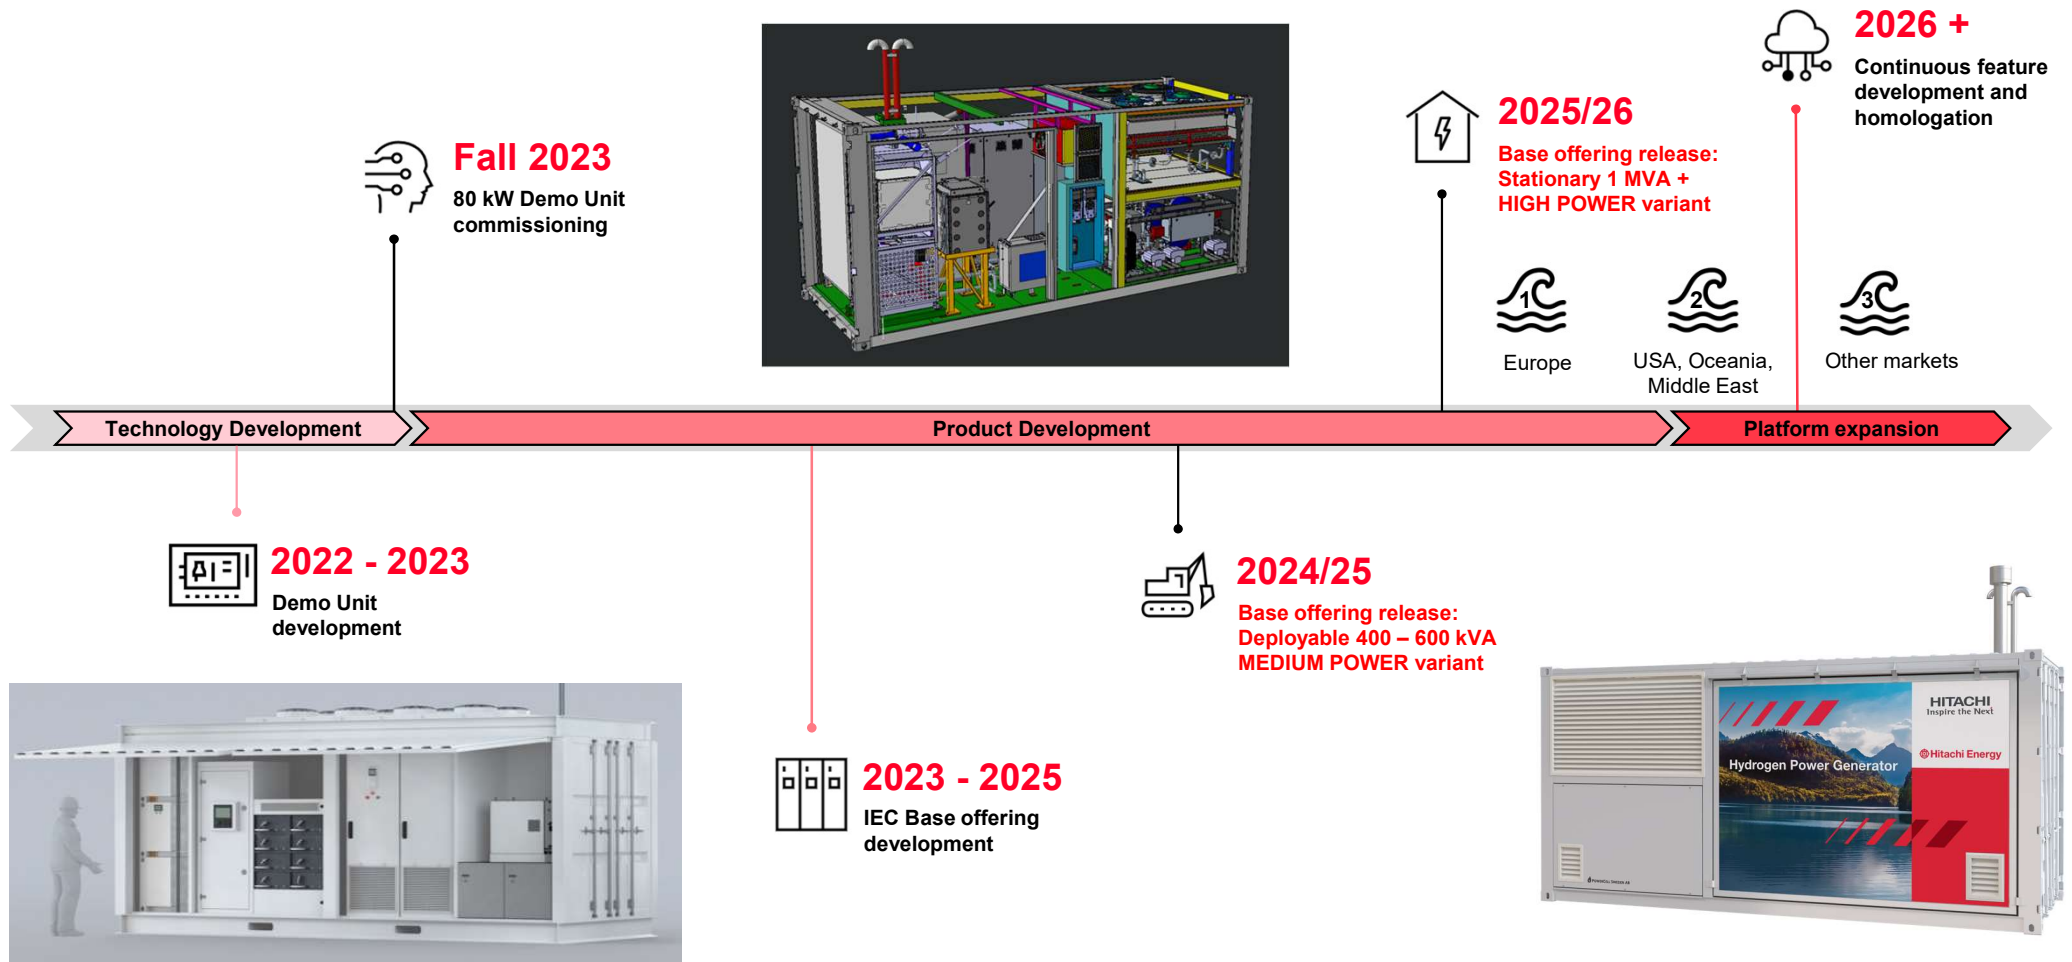 2026 +
Continuous feature
development and
homologation
2025/26
Base offering release:
Stationary 1 MVA +
HIGH POWER variant
Fall 2023
80 kW Demo Unit
commissioning
1
2
3
Europe
USA, Oceania,
Middle East
Other markets
Technology Development
Product Development
Platform expansion
2022 - 2023
Demo Unit
development
2024/25
Base offering release:
Deployable 400 – 600 kVA
MEDIUM POWER variant
2023 - 2025
IEC Base offering
development
HITACHI
Inspire the Next
Hitachi Energy
Hydrogen Power Generator